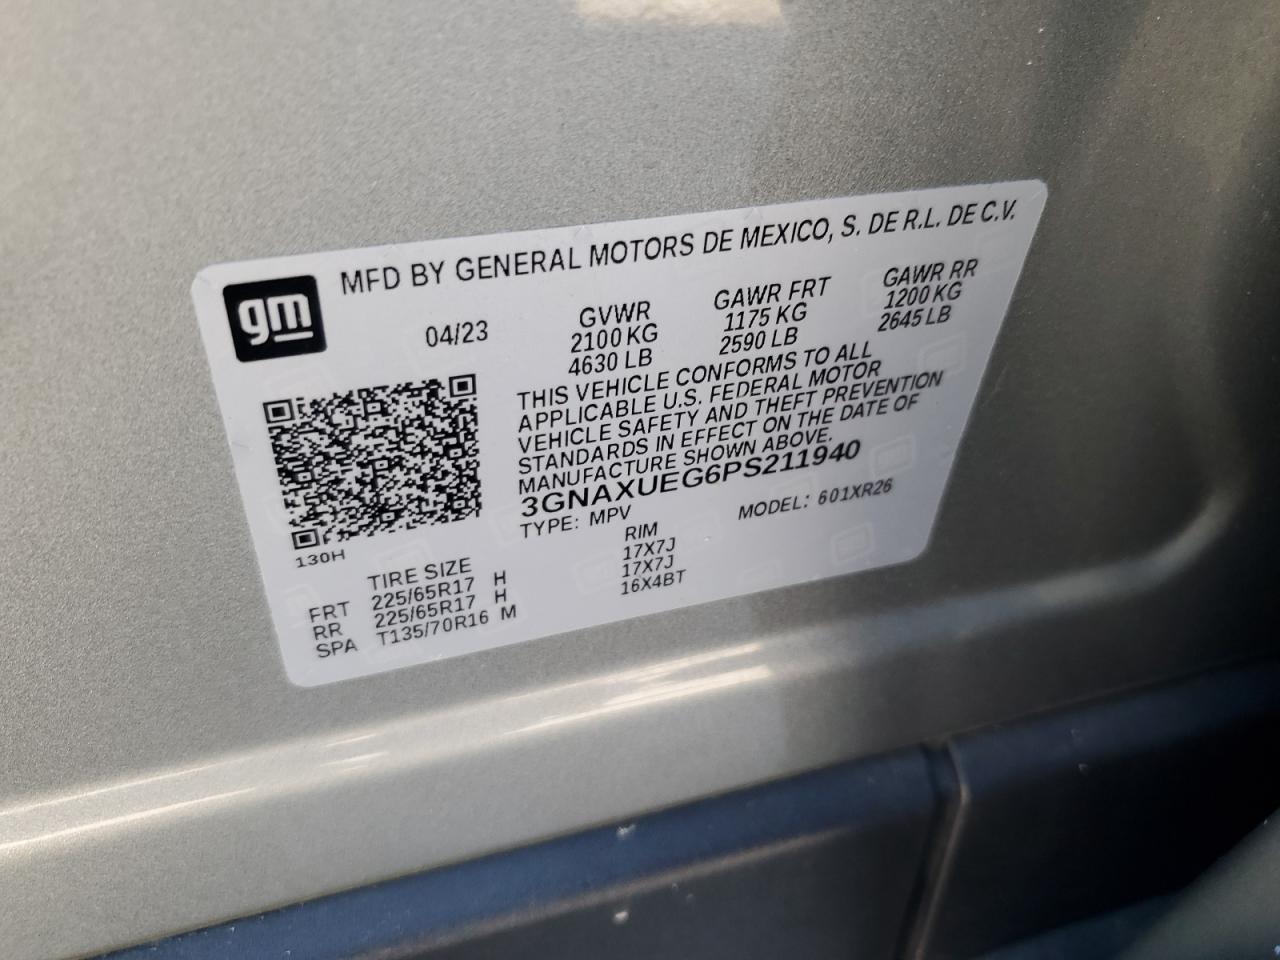 gm
MFD BY GENERAL MOTORS DE MEXICO, S. DE R.L. DE C.V.
04/23
GVWR GAWR FRT GAWR RR
2100 KG 1175 KG 1200 KG
4630 LB 2590 LB 2645 LB
THIS VEHICLE CONFORMS TO ALL
APPLICABLE U.S. FEDERAL MOTOR
VEHICLE SAFETY AND THEFT PREVENTION
STANDARDS IN EFFECT ON THE DATE OF
MANUFACTURE SHOWN ABOVE.
3GNAXUEG6PS211940
TYPE: MPV MODEL: 601XR26
130H
TIRE SIZE RIM
FRT 225/65R17 H 17X7J
RR 225/65R17 H 17X7J
SPA T135/70R16 M 16X4BT